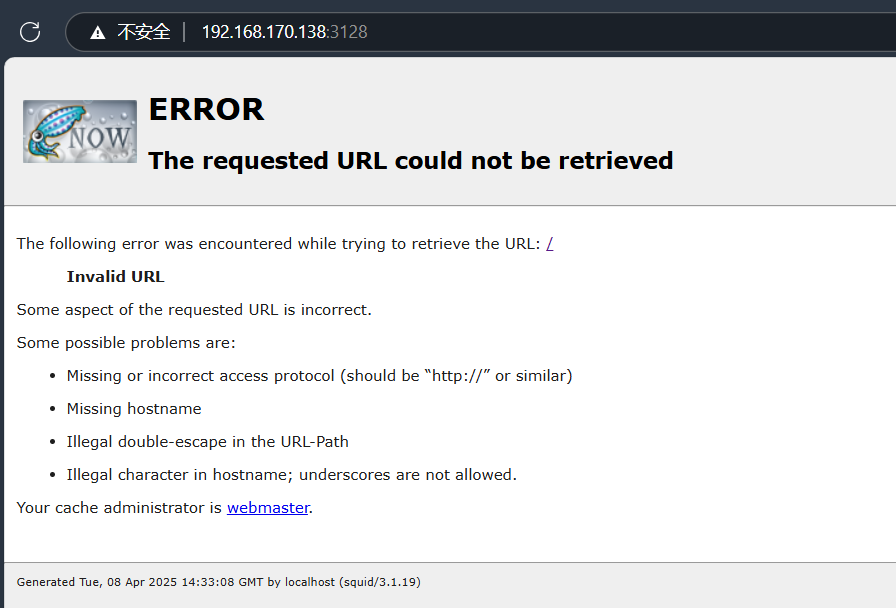 不安全 | 192.168.170.138:3128
NOW
ERROR
The requested URL could not be retrieved
The following error was encountered while trying to retrieve the URL: /
Invalid URL
Some aspect of the requested URL is incorrect.
Some possible problems are:
• Missing or incorrect access protocol (should be “http://” or similar)
• Missing hostname
• Illegal double-escape in the URL-Path
• Illegal character in hostname; underscores are not allowed.
Your cache administrator is webmaster.
Generated Tue, 08 Apr 2025 14:33:08 GMT by localhost (squid/3.1.19)